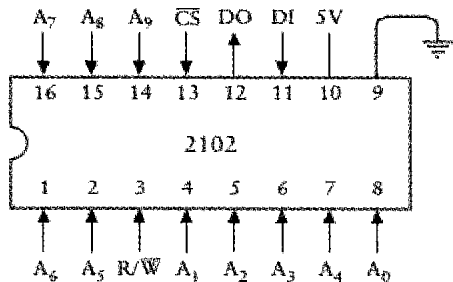 A₇ A₈ A₉ C̅S̅ DO DI 5V
16 15 14 13 12 11 10 9
2102
1 2 3 4 5 6 7 8
A₆ A₅ R/W̅ A₁ A₂ A₃ A₄ A₀